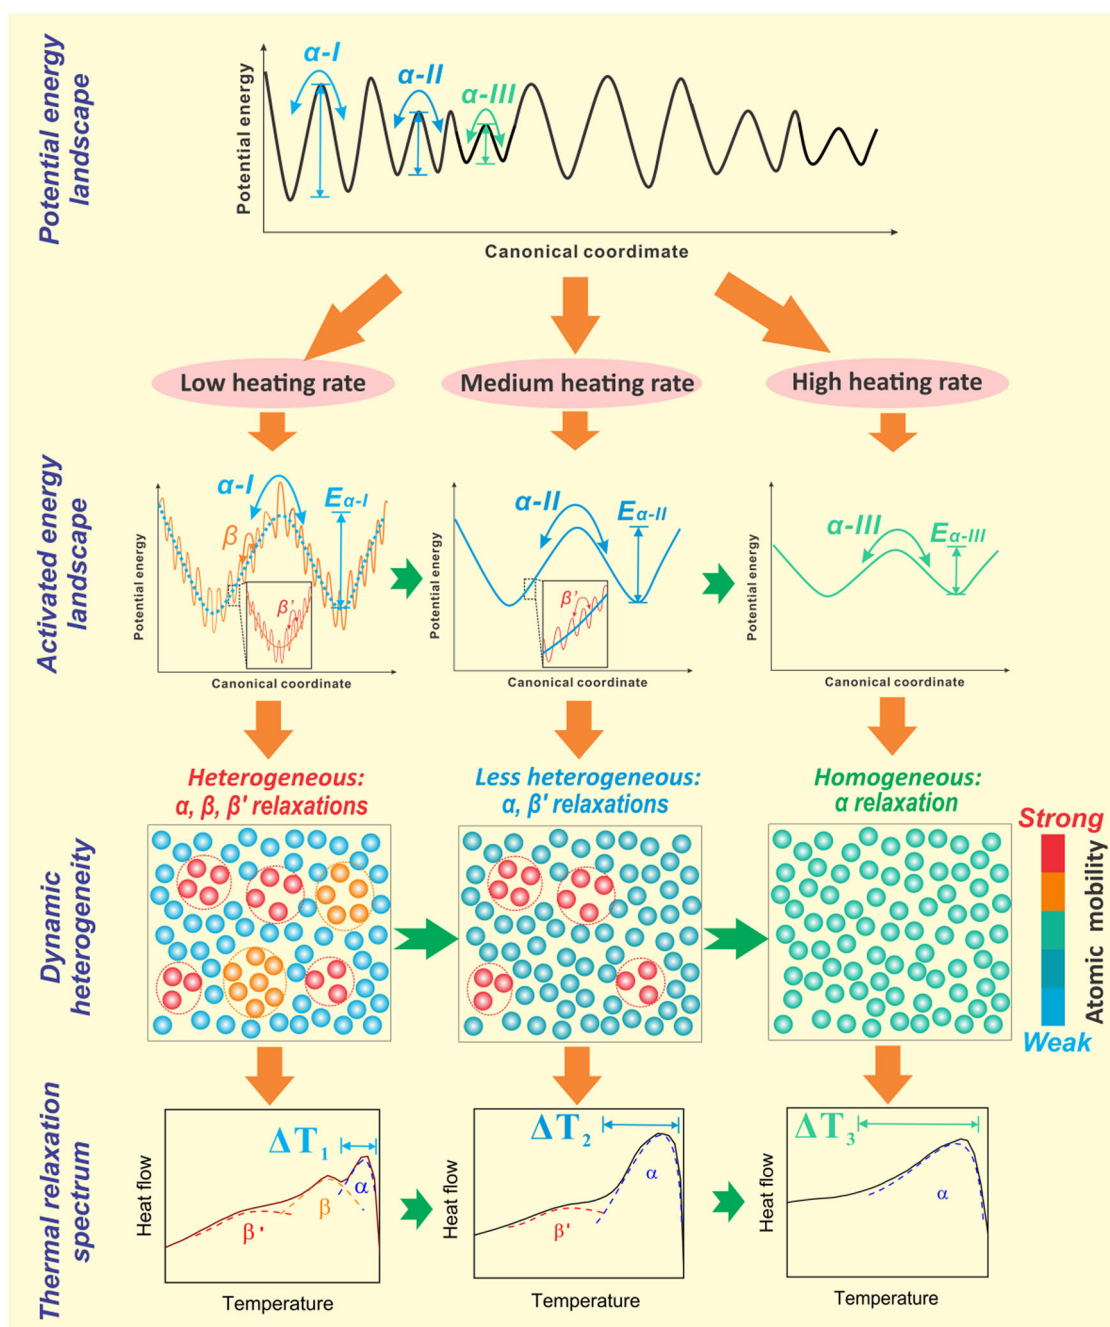 Potential energy
landscape
Potential energy
α-I
α-II
α-III
Canonical coordimate
Low heating rate
Medium heating rate
High heating rate
Activated energy
landscape
Potential energy
α-I
Eα-I
β
β'
Canonical coordinate
Potential energy
α-II
Eα-II
β'
Canonical coordinate
Potential energy
α-III
Eα-III
Canonical coordinate
Dynamic
heterogeneity
Heterogeneous:
α, β, β' relaxations
Less heterogeneous:
α, β' relaxations
Homogeneous:
α relaxation
Strong
Atomic mobility
Weak
Thermal relaxation
spectrum
Heat flow
ΔT₁
β'
β
α
Temperature
Heat flow
ΔT₂
β'
α
Temperature
Heat flow
ΔT₃
α
Temperature